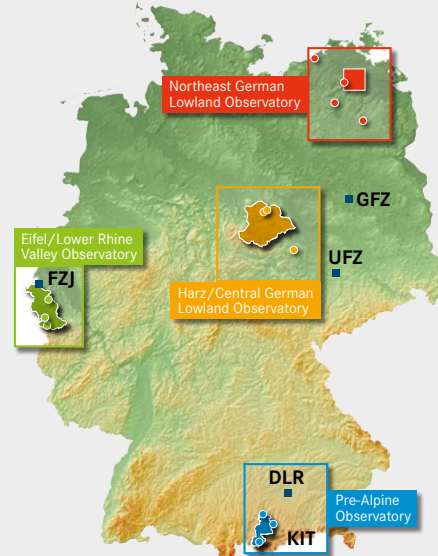 Northeast German
Lowland Observatory
GFZ
Eifel/Lower Rhine
Valley Observatory
FZJ
UFZ
Harz/Central German
Lowland Observatory
DLR
Pre-Alpine
Observatory
KIT